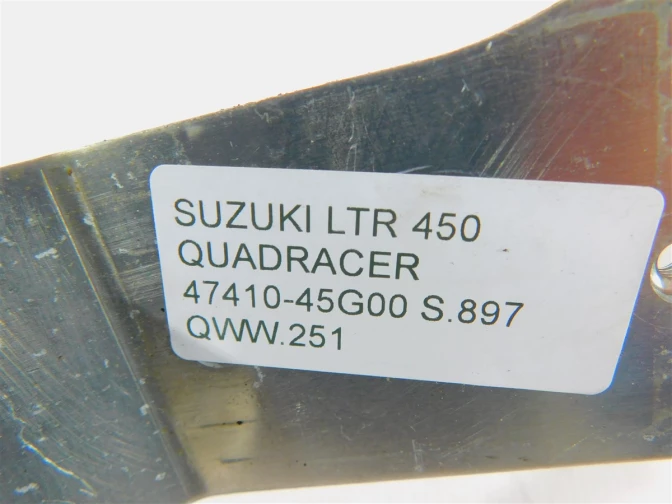 SUZUKI LTR 450
QUADRACER
47410-45G00 S.897
QWW.251